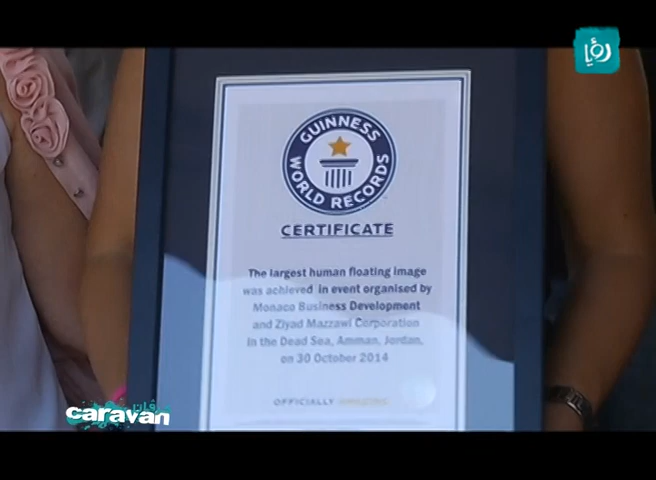 رؤيا
GUINNESS
WORLD RECORDS
CERTIFICATE
The largest human floating image
was achieved in event organised by
Monaco Business Development
and Ziyad Mazzawi Corporation
in the Dead Sea, Amman, Jordan,
on 30 October 2014
OFFICIALLY AMAZING
caravan